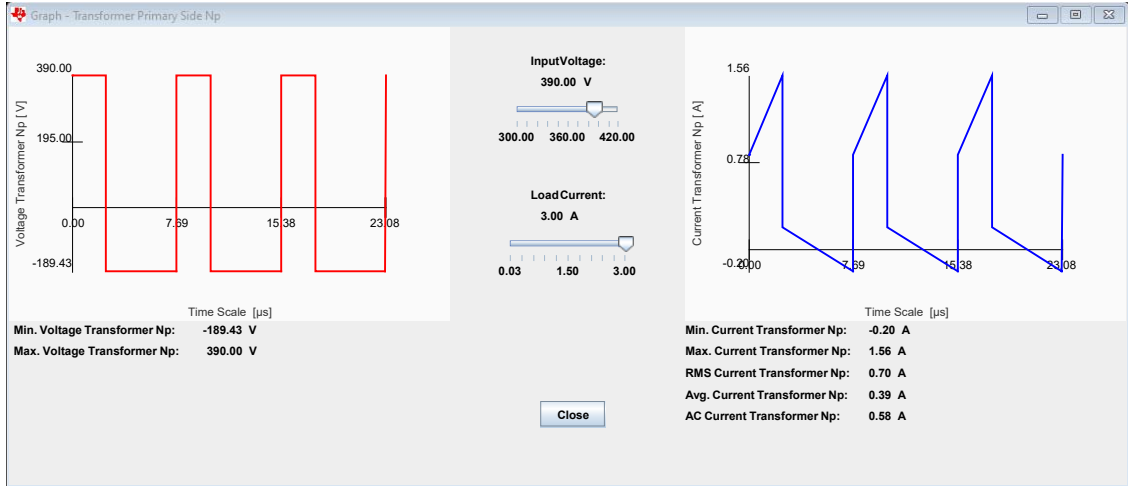 Graph - Transformer Primary Side Np
390.00
195.00
-189.43
Voltage Transformer Np [V]
0.00 7.69 15.38 23.08
Time Scale [µs]
Min. Voltage Transformer Np: -189.43 V
Max. Voltage Transformer Np: 390.00 V
InputVoltage:
390.00 V
300.00 360.00 420.00
LoadCurrent:
3.00 A
0.03 1.50 3.00
Close
1.56
0.78
-0.20
Current Transformer Np [A]
0.00 7.69 15.38 23.08
Time Scale [µs]
Min. Current Transformer Np: -0.20 A
Max. Current Transformer Np: 1.56 A
RMS Current Transformer Np: 0.70 A
Avg. Current Transformer Np: 0.39 A
AC Current Transformer Np: 0.58 A